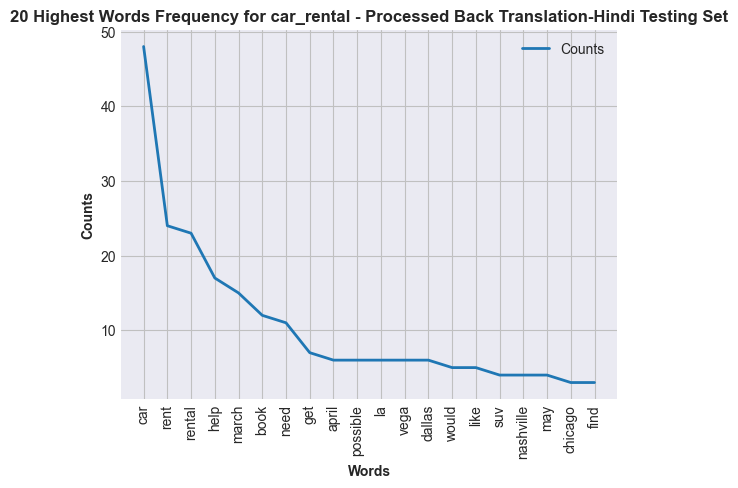 20 Highest Words Frequency for car_rental - Processed Back Translation-Hindi Testing Set
Counts
50
40
30
20
10
Counts
car
rent
rental
help
march
book
need
get
april
possible
la
vega
dallas
would
like
suv
nashville
may
chicago
find
Words